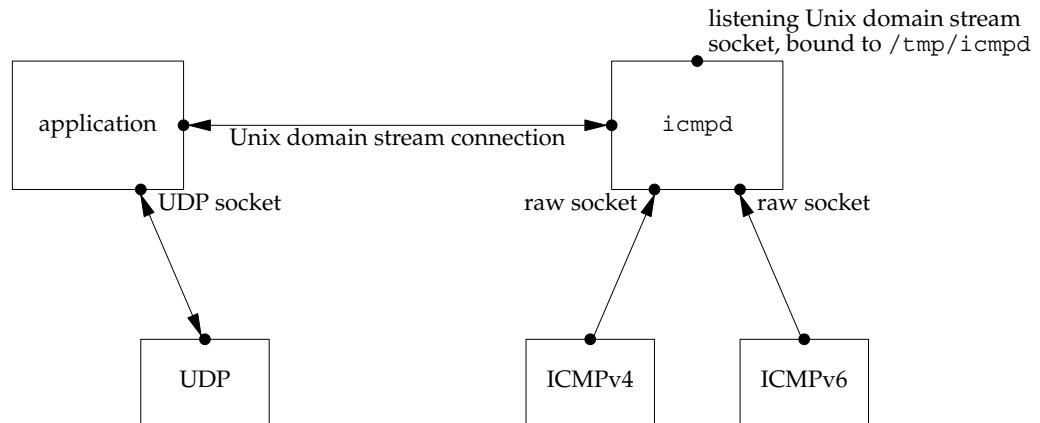 listening Unix domain stream
socket, bound to /tmp/icmpd
application
icmpd
Unix domain stream connection
UDP socket
raw socket
raw socket
UDP
ICMPv4
ICMPv6